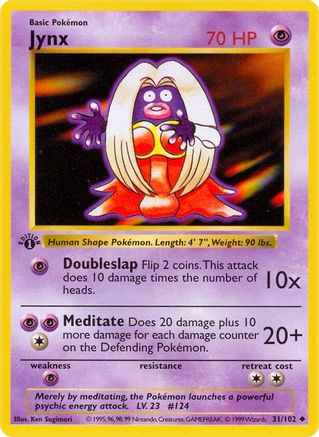 Basic Pokémon
Jynx 70 HP
EDITION 1
Human Shape Pokémon. Length: 4' 7", Weight: 90 lbs.
Doubleslap Flip 2 coins. This attack
does 10 damage times the number of
heads.
10x
Meditate Does 20 damage plus 10
more damage for each damage counter
on the Defending Pokémon.
20+
weakness resistance retreat cost
Merely by meditating, the Pokémon launches a powerful
psychic energy attack. LV. 23 #124
Illus. Ken Sugimori ©1995, 96, 98, 99 Nintendo, Creatures, GAMEFREAK. ©1999 Wizards. 31/102